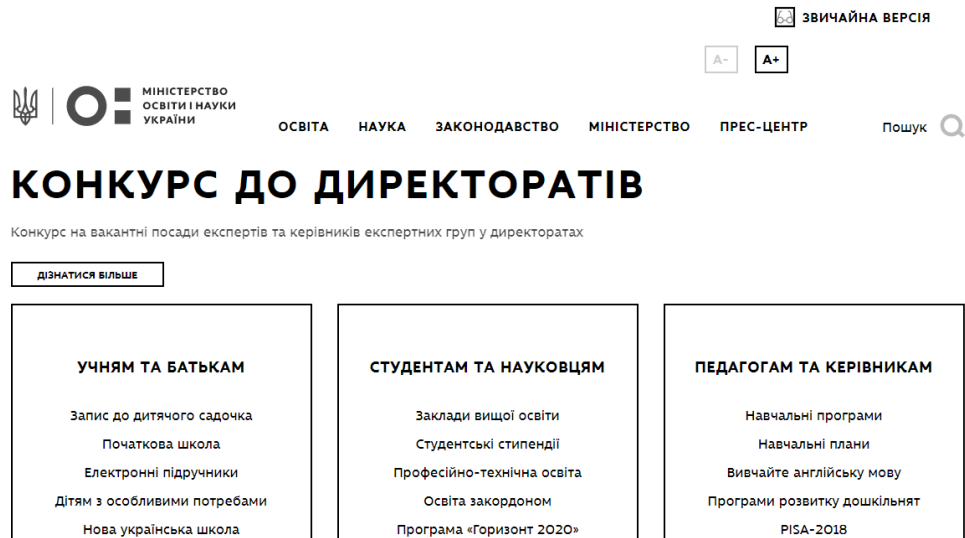 ЗВИЧАЙНА ВЕРСІЯ
A- A+
МІНІСТЕРСТВО
ОСВІТИ І НАУКИ
УКРАЇНИ
ОСВІТА НАУКА ЗАКОНОДАВСТВО МІНІСТЕРСТВО ПРЕС-ЦЕНТР Пошук
КОНКУРС ДО ДИРЕКТОРАТІВ
Конкурс на вакантні посади експертів та керівників експертних груп у директоратах
ДІЗНАТИСЯ БІЛЬШЕ
УЧНЯМ ТА БАТЬКАМ
Запис до дитячого садочка
Початкова школа
Електронні підручники
Дітям з особливими потребами
Нова українська школа
СТУДЕНТАМ ТА НАУКОВЦЯМ
Заклади вищої освіти
Студентські стипендії
Професійно-технічна освіта
Освіта закордоном
Програма «Горизонт 2020»
ПЕДАГОГАМ ТА КЕРІВНИКАМ
Навчальні програми
Навчальні плани
Вивчайте англійську мову
Програми розвитку дошкільнят
PISA-2018